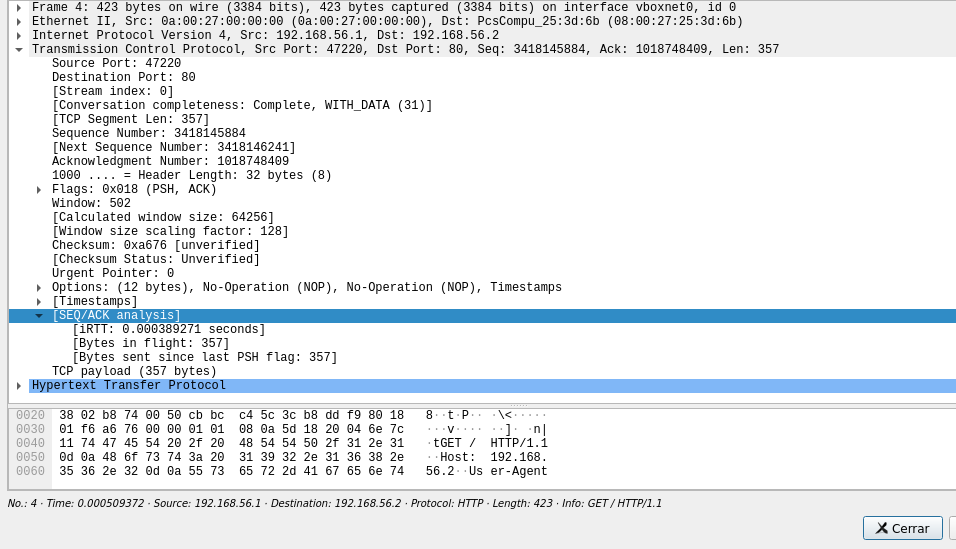 Frame 4: 423 bytes on wire (3384 bits), 423 bytes captured (3384 bits) on interface vboxnet0, id 0
Ethernet II, Src: 0a:00:27:00:00:00 (0a:00:27:00:00:00), Dst: PcsCompu_25:3d:6b (08:00:27:25:3d:6b)
Internet Protocol Version 4, Src: 192.168.56.1, Dst: 192.168.56.2
Transmission Control Protocol, Src Port: 47220, Dst Port: 80, Seq: 3418145884, Ack: 1018748409, Len: 357
Source Port: 47220
Destination Port: 80
[Stream index: 0]
[Conversation completeness: Complete, WITH_DATA (31)]
[TCP Segment Len: 357]
Sequence Number: 3418145884
[Next Sequence Number: 3418146241]
Acknowledgment Number: 1018748409
1000 .... = Header Length: 32 bytes (8)
Flags: 0x018 (PSH, ACK)
Window: 502
[Calculated window size: 64256]
[Window size scaling factor: 128]
Checksum: 0xa676 [unverified]
[Checksum Status: Unverified]
Urgent Pointer: 0
Options: (12 bytes), No-Operation (NOP), No-Operation (NOP), Timestamps
[Timestamps]
[SEQ/ACK analysis]
[iRTT: 0.000389271 seconds]
[Bytes in flight: 357]
[Bytes sent since last PSH flag: 357]
TCP payload (357 bytes)
Hypertext Transfer Protocol
0020 38 02 b8 74 00 50 cb bc c4 5c 3c b8 dd f9 80 18 8··t·P·· ·\<·····
0030 01 f6 a6 76 00 00 01 01 08 0a 5d 18 20 04 6e 7c ···v···· ··]· ·n|
0040 11 74 47 45 54 20 2f 20 48 54 54 50 2f 31 2e 31 ·tGET / HTTP/1.1
0050 0d 0a 48 6f 73 74 3a 20 31 39 32 2e 31 36 38 2e ··Host: 192.168.
0060 35 36 2e 32 0d 0a 55 73 65 72 2d 41 67 65 6e 74 56.2··Us er-Agent
No.: 4 · Time: 0.000509372 · Source: 192.168.56.1 · Destination: 192.168.56.2 · Protocol: HTTP · Length: 423 · Info: GET / HTTP/1.1
Cerrar